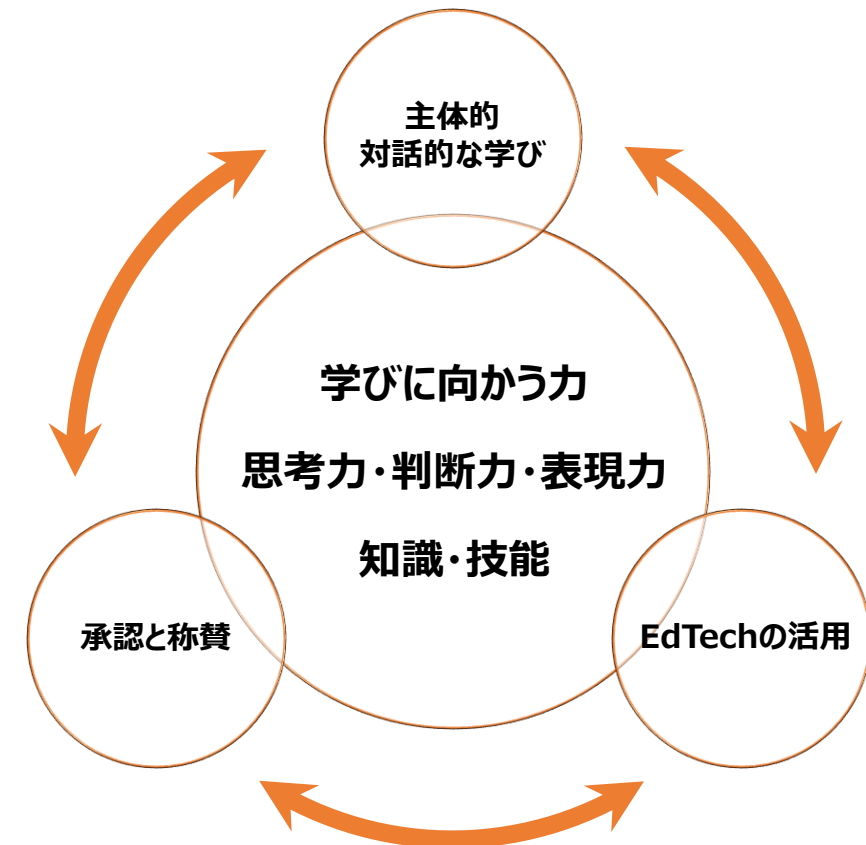 主体的
対話的な学び
学びに向かう力
思考力・判断力・表現力
知識・技能
承認と称賛
EdTechの活用